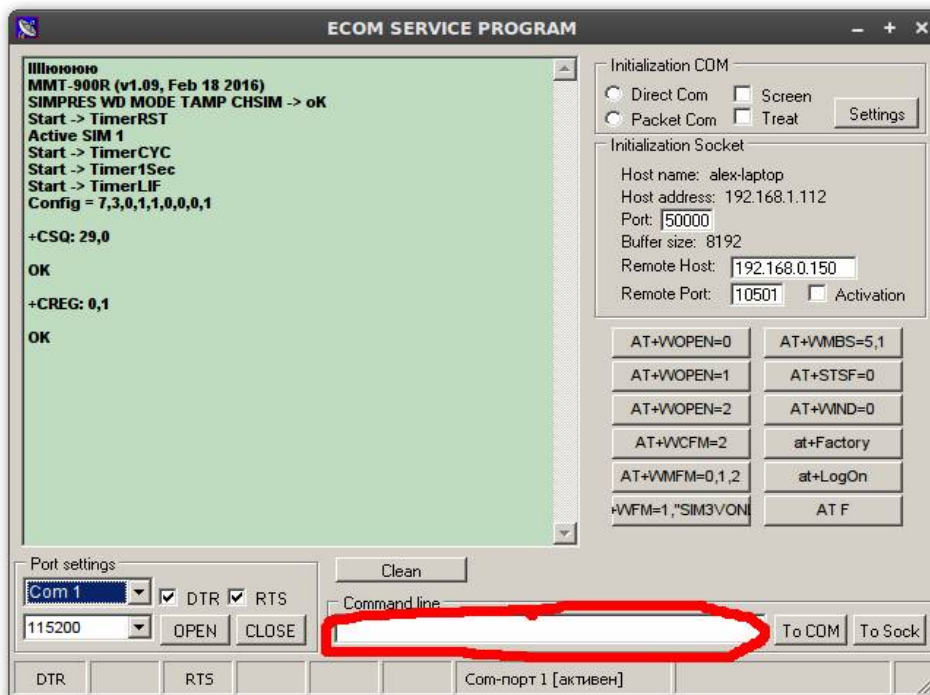 ECOM SERVICE PROGRAM
MMT-900R (v1.09, Feb 18 2016)
SIMPRES WD MODE TAMP CHSIM -> oK
Start -> TimerRST
Active SIM 1
Start -> TimerCYC
Start -> Timer1Sec
Start -> TimerLIF
Config = 7,3,0,1,1,0,0,0,1
+CSQ: 29,0
OK
+CREG: 0,1
OK
Initialization COM
Direct Com Screen
Packet Com Treat Settings
Initialization Socket
Host name: alex-laptop
Host address: 192.168.1.112
Port: 50000
Buffer size: 8192
Remote Host: 192.168.0.150
Remote Port: 10501 Activation
AT+WOPEN=0 AT+WMBS=5,1
AT+WOPEN=1 AT+STSF=0
AT+WOPEN=2 AT+WIND=0
AT+WCFM=2 at+Factory
AT+WMFM=0,1,2 at+LogOn
+WFM=1,"SIM3VON AT F
Port settings
Com 1 DTR RTS
115200 OPEN CLOSE
Clean
Command line
To COM To Sock
DTR RTS Com-порт 1 [активен]